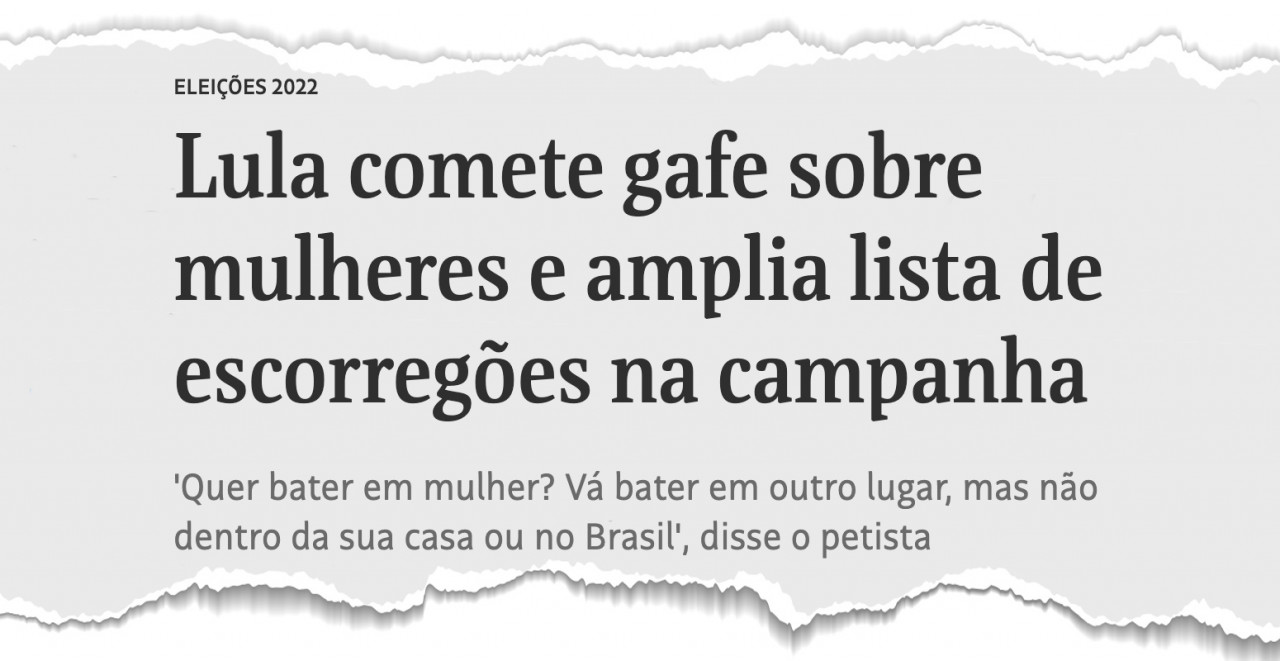 ELEIÇÕES 2022
Lula comete gafe sobre
mulheres e amplia lista de
escorregões na campanha
'Quer bater em mulher? Vá bater em outro lugar, mas não
dentro da sua casa ou no Brasil', disse o petista